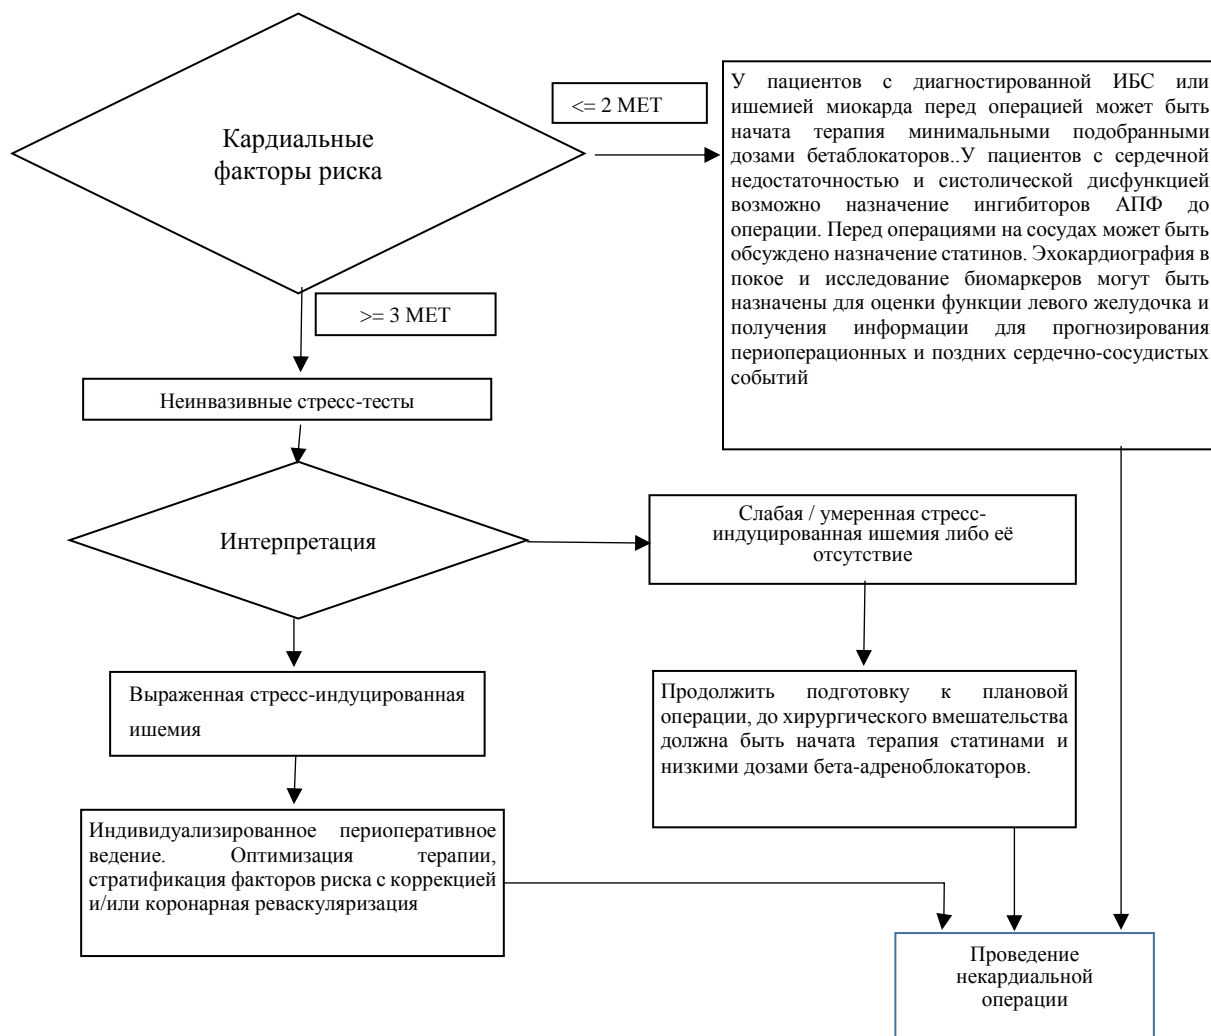 Кардиальные
факторы риска
<= 2 МЕТ
У пациентов с диагностированной ИБС или
ишемией миокарда перед операцией может быть
начата терапия минимальными подобранными
дозами бетаблокаторов..У пациентов с сердечной
недостаточностью и систолической дисфункцией
возможно назначение ингибиторов АПФ до
операции. Перед операциями на сосудах может быть
обсуждено назначение статинов. Эхокардиография в
покое и исследование биомаркеров могут быть
назначены для оценки функции левого желудочка и
получения информации для прогнозирования
периоперационных и поздних сердечно-сосудистых
событий
>= 3 МЕТ
Неинвазивные стресс-тесты
Интерпретация
Слабая / умеренная стресс-
индуцированная ишемия либо её
отсутствие
Выраженная стресс-индуцированная
ишемия
Продолжить подготовку к плановой
операции, до хирургического вмешательства
должна быть начата терапия статинами и
низкими дозами бета-адреноблокаторов.
Индивидуализированное периоперативное
ведение. Оптимизация терапии,
стратификация факторов риска с коррекцией
и/или коронарная реваскуляризация
Проведение
некардиальной
операции